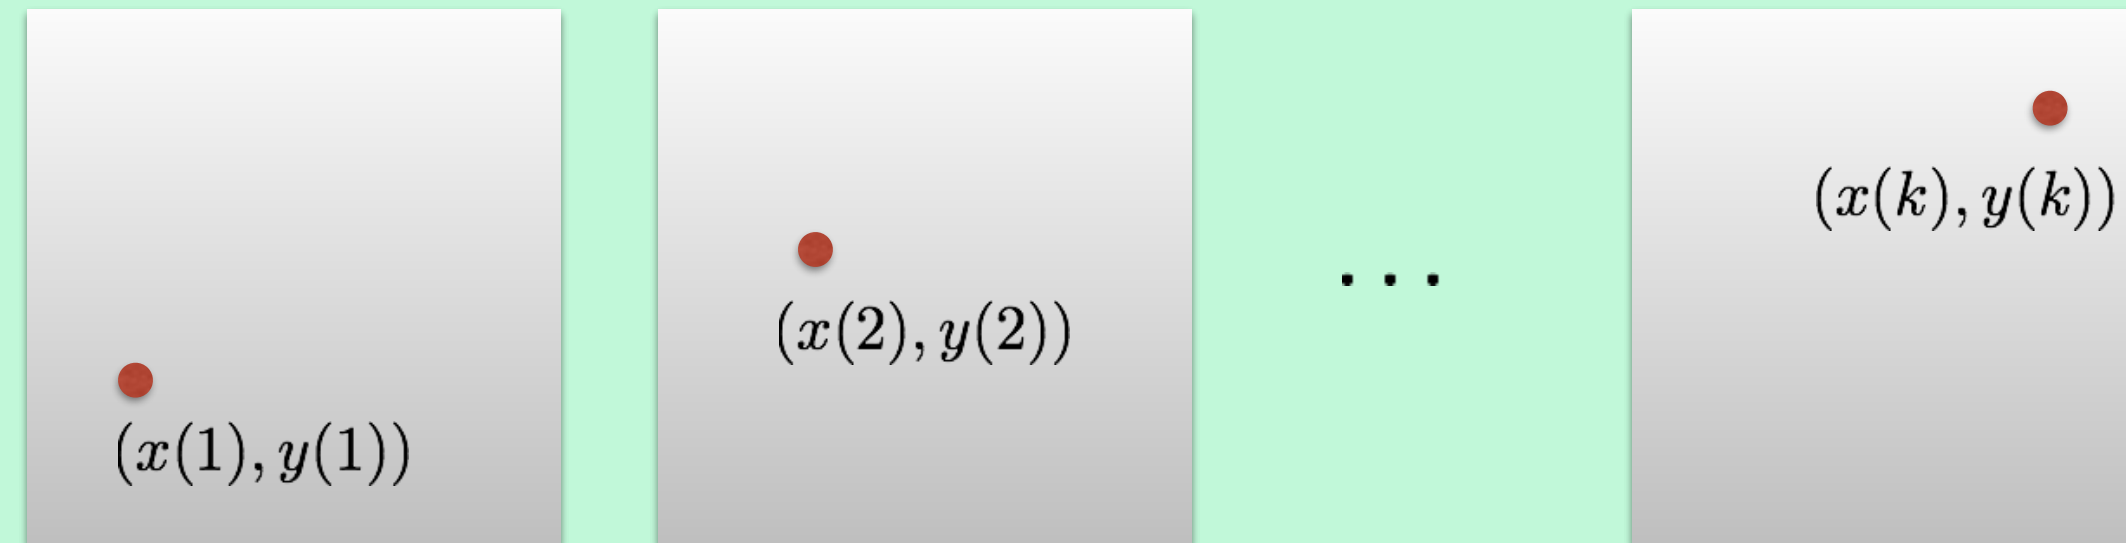 (x(1), y(1))
(x(2), y(2))
...
(x(k), y(k))